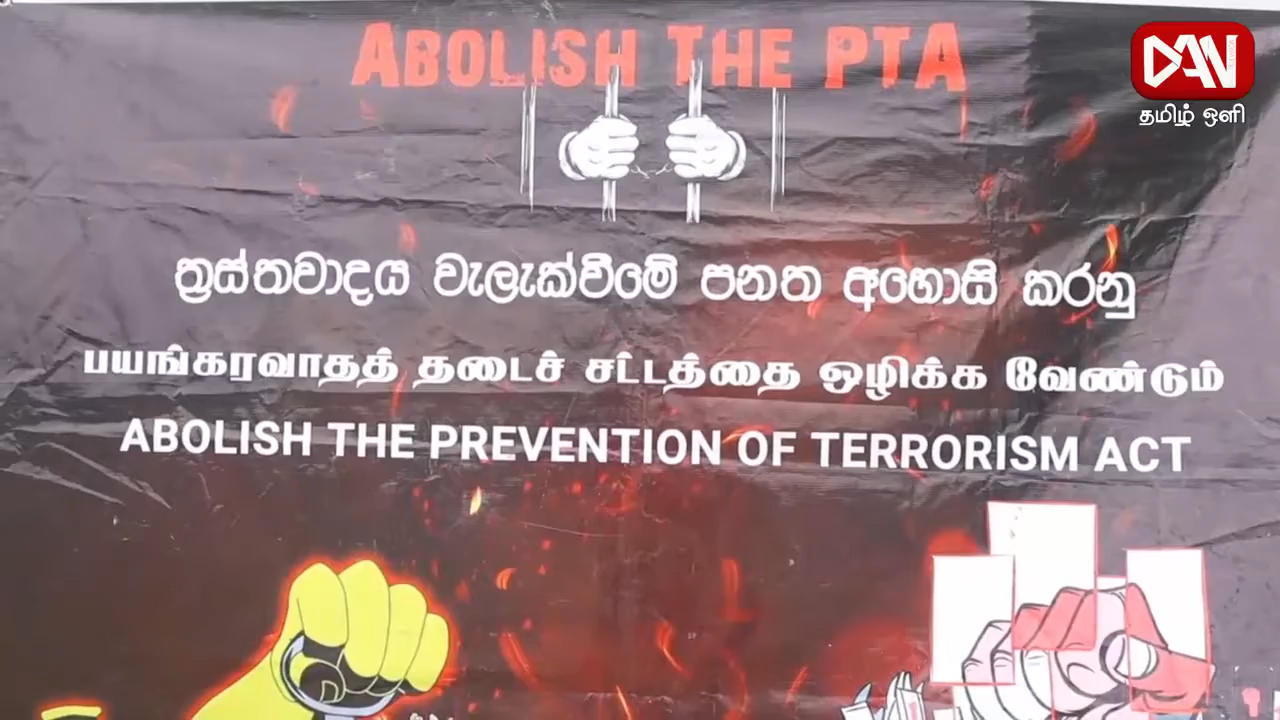 ABOLISH THE PTA
DAN
தமிழ் ஒளி
ත්‍රස්තවාදය වැලැක්වීමේ පනත අහොසි කරනු
பயங்கரவாதத் தடைச் சட்டத்தை ஒழிக்க வேண்டும்
ABOLISH THE PREVENTION OF TERRORISM ACT